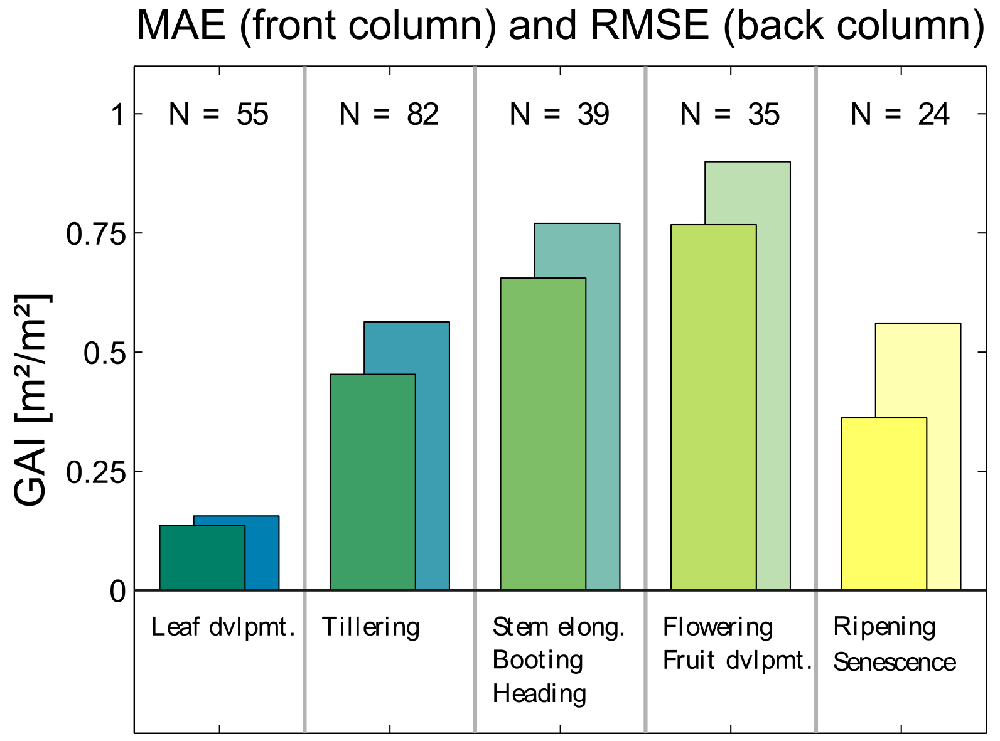 MAE (front column) and RMSE (back column)
N = 55
N = 82
N = 39
N = 35
N = 24
1
0.75
0.5
0.25
0
GAI [m²/m²]
Leaf dvlpmt.
Tillering
Stem elong.
Booting
Heading
Flowering
Fruit dvlpmt.
Ripening
Senescence